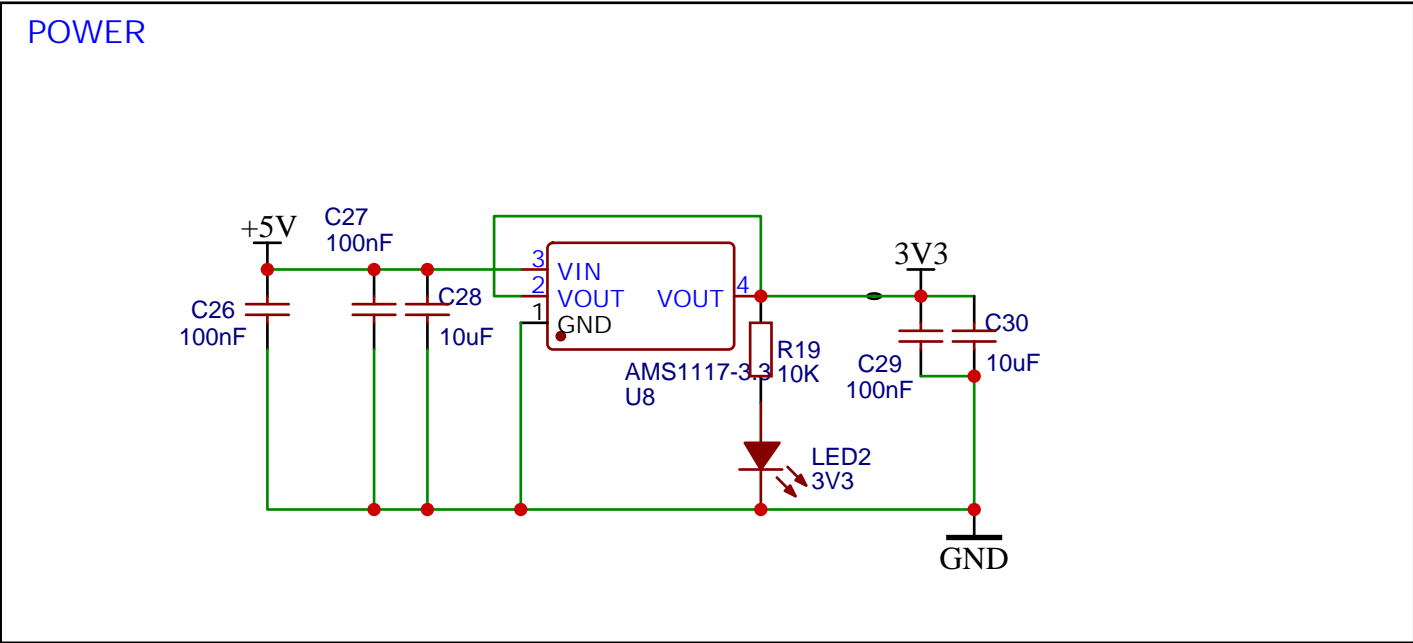 POWER
+5V
C27
100nF
3V3
3
VIN
2
VOUT
VOUT
4
1
GND
C26
100nF
C28
10uF
AMS1117-3.3
U8
R19
10K
C29
100nF
C30
10uF
LED2
3V3
GND